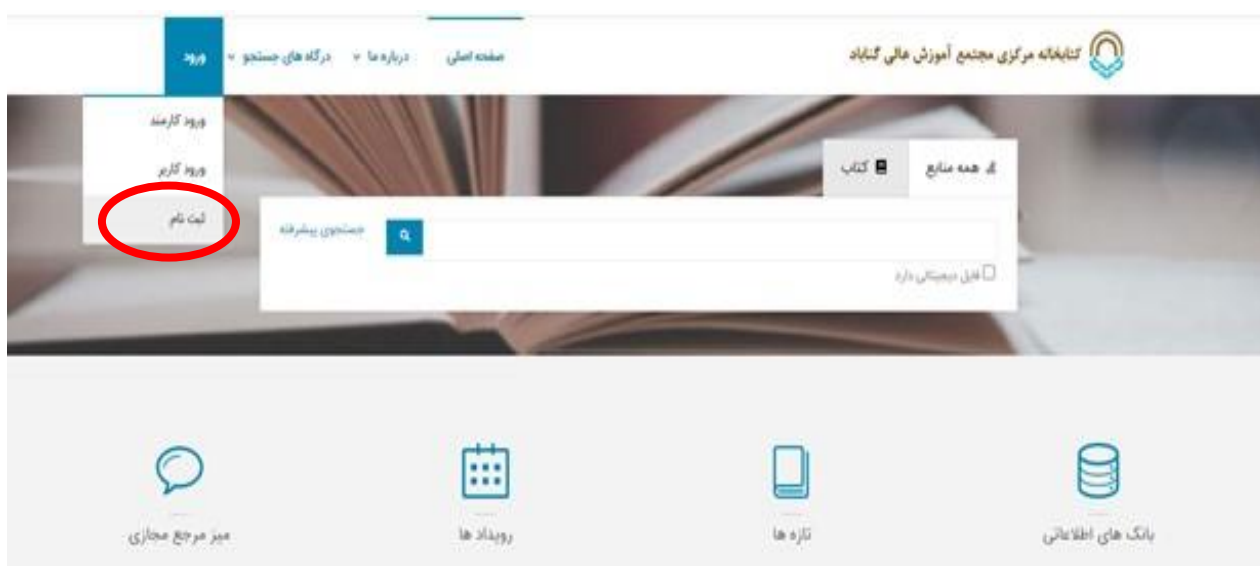 کتابخانه مرکزی مجتمع آموزش عالی گناباد
صفحه اصلی
درباره ما
درگاه های جستجو
ورود
ورود کارمند
ورود کاربر
ثبت نام
همه منابع
کتاب
جستجوی پیشرفته
فایل دیجیتالی دارد
بانک های اطلاعاتی
تازه ها
رویداد ها
میز مرجع مجازی